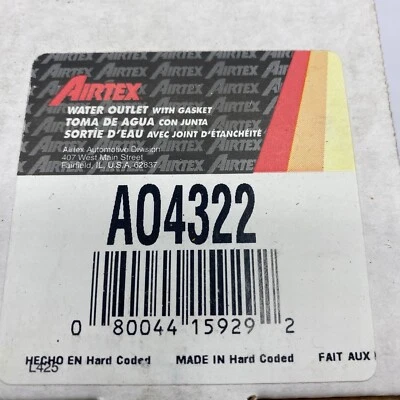 AIRTEX
WATER OUTLET WITH GASKET
TOMA DE AGUA CON JUNTA
SORTIE D'EAU AVEC JOINT D'ÉTANCHÉITÉ
Airtex Automotive Division
407 West Main Street
Fairfield, IL. U.S.A. 62837
AO4322
0 80044 15929 2
HECHO EN Hard Coded MADE IN Hard Coded FAIT AUX
L425